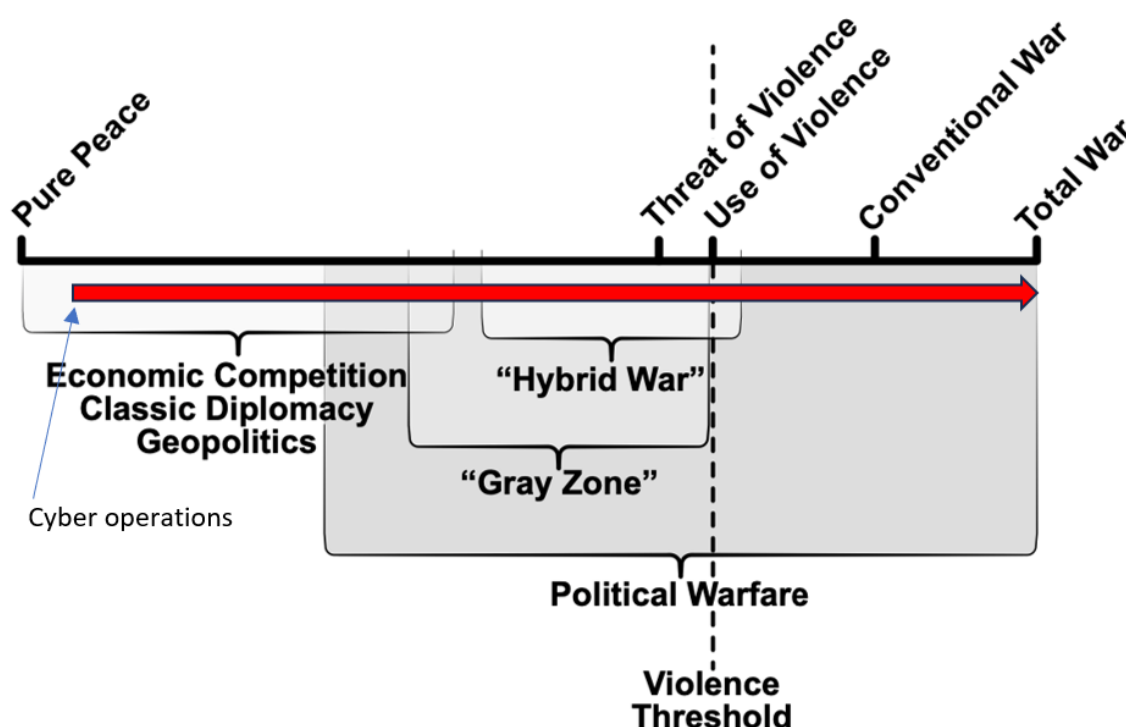 Pure Peace
Threat of Violence
Use of Violence
Conventional War
Total War
Economic Competition
Classic Diplomacy
Geopolitics
“Hybrid War”
“Gray Zone”
Cyber operations
Political Warfare
Violence
Threshold